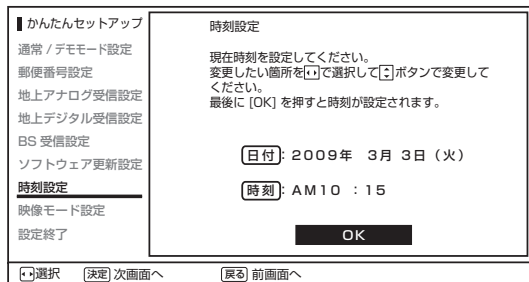 かんたんセットアップ
通常 / デモモード設定
郵便番号設定
地上アナログ受信設定
地上デジタル受信設定
BS 受信設定
ソフトウェア更新設定
時刻設定
映像モード設定
設定終了
時刻設定
現在時刻を設定してください。
変更したい箇所を で選択して ボタンで変更して
ください。
最後に [OK] を押すと時刻が設定されます。
日付 : 2009年 3月 3日 (火)
時刻 : AM10 : 15
OK
選択 決定 次画面へ 戻る 前画面へ